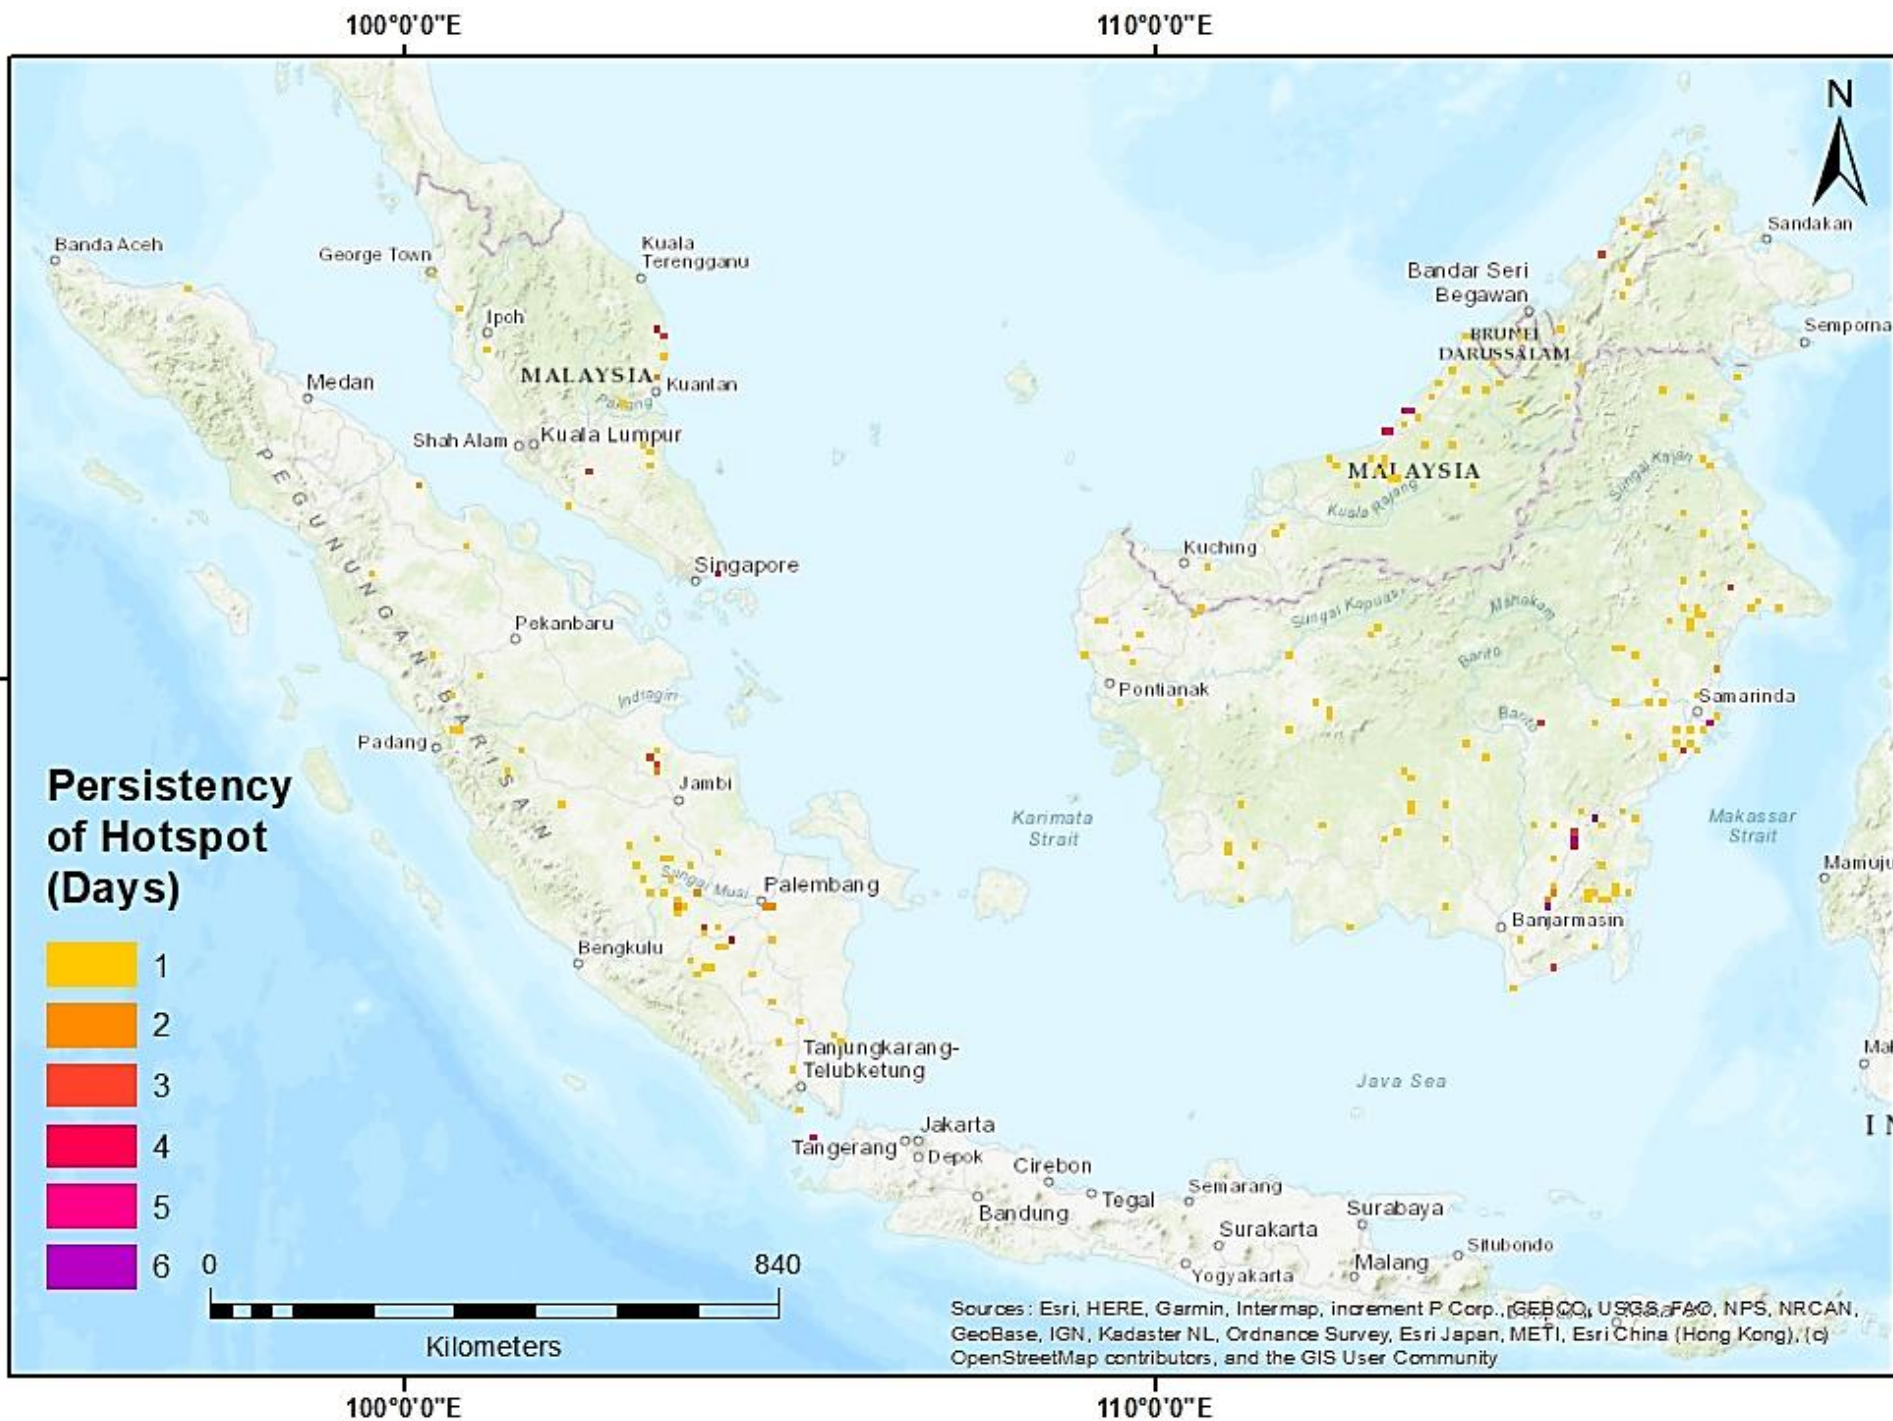 100°0'0"E
110°0'0"E
N
Banda Aceh
George Town
Kuala
Terengganu
Sandakan
Bandar Seri
Begawan
Ipoh
BRUNEI
DARUSSALAM
Semporna
Medan
MALAYSIA
Kuantan
Pahang
Shah Alam
Kuala Lumpur
MALAYSIA
Kuala Rajang
Sungai Kajan
PEGUNUNGAN BARISAN
Singapore
Kuching
Sungai Kapuas
Mahakam
Pekanbaru
Barito
Indragiri
Pontianak
Samarinda
Barito
Padang
Jambi
Persistency
of Hotspot
(Days)
Karimata
Strait
Makassar
Strait
Mamuju
Sungai Musi
Palembang
Banjarmasin
Bengkulu
1
2
3
4
5
6
Tanjungkarang-
Telubketung
Java Sea
Jakarta
Tangerang
Depok
Cirebon
Tegal
Bandung
Semarang
Surabaya
Surakarta
Situbondo
Malang
Yogyakarta
0
840
Kilometers
Sources: Esri, HERE, Garmin, Intermap, increment P Corp., GEBCO, USGS, FAO, NPS, NRCAN,
GeoBase, IGN, Kadaster NL, Ordnance Survey, Esri Japan, METI, Esri China (Hong Kong), (c)
OpenStreetMap contributors, and the GIS User Community
100°0'0"E
110°0'0"E